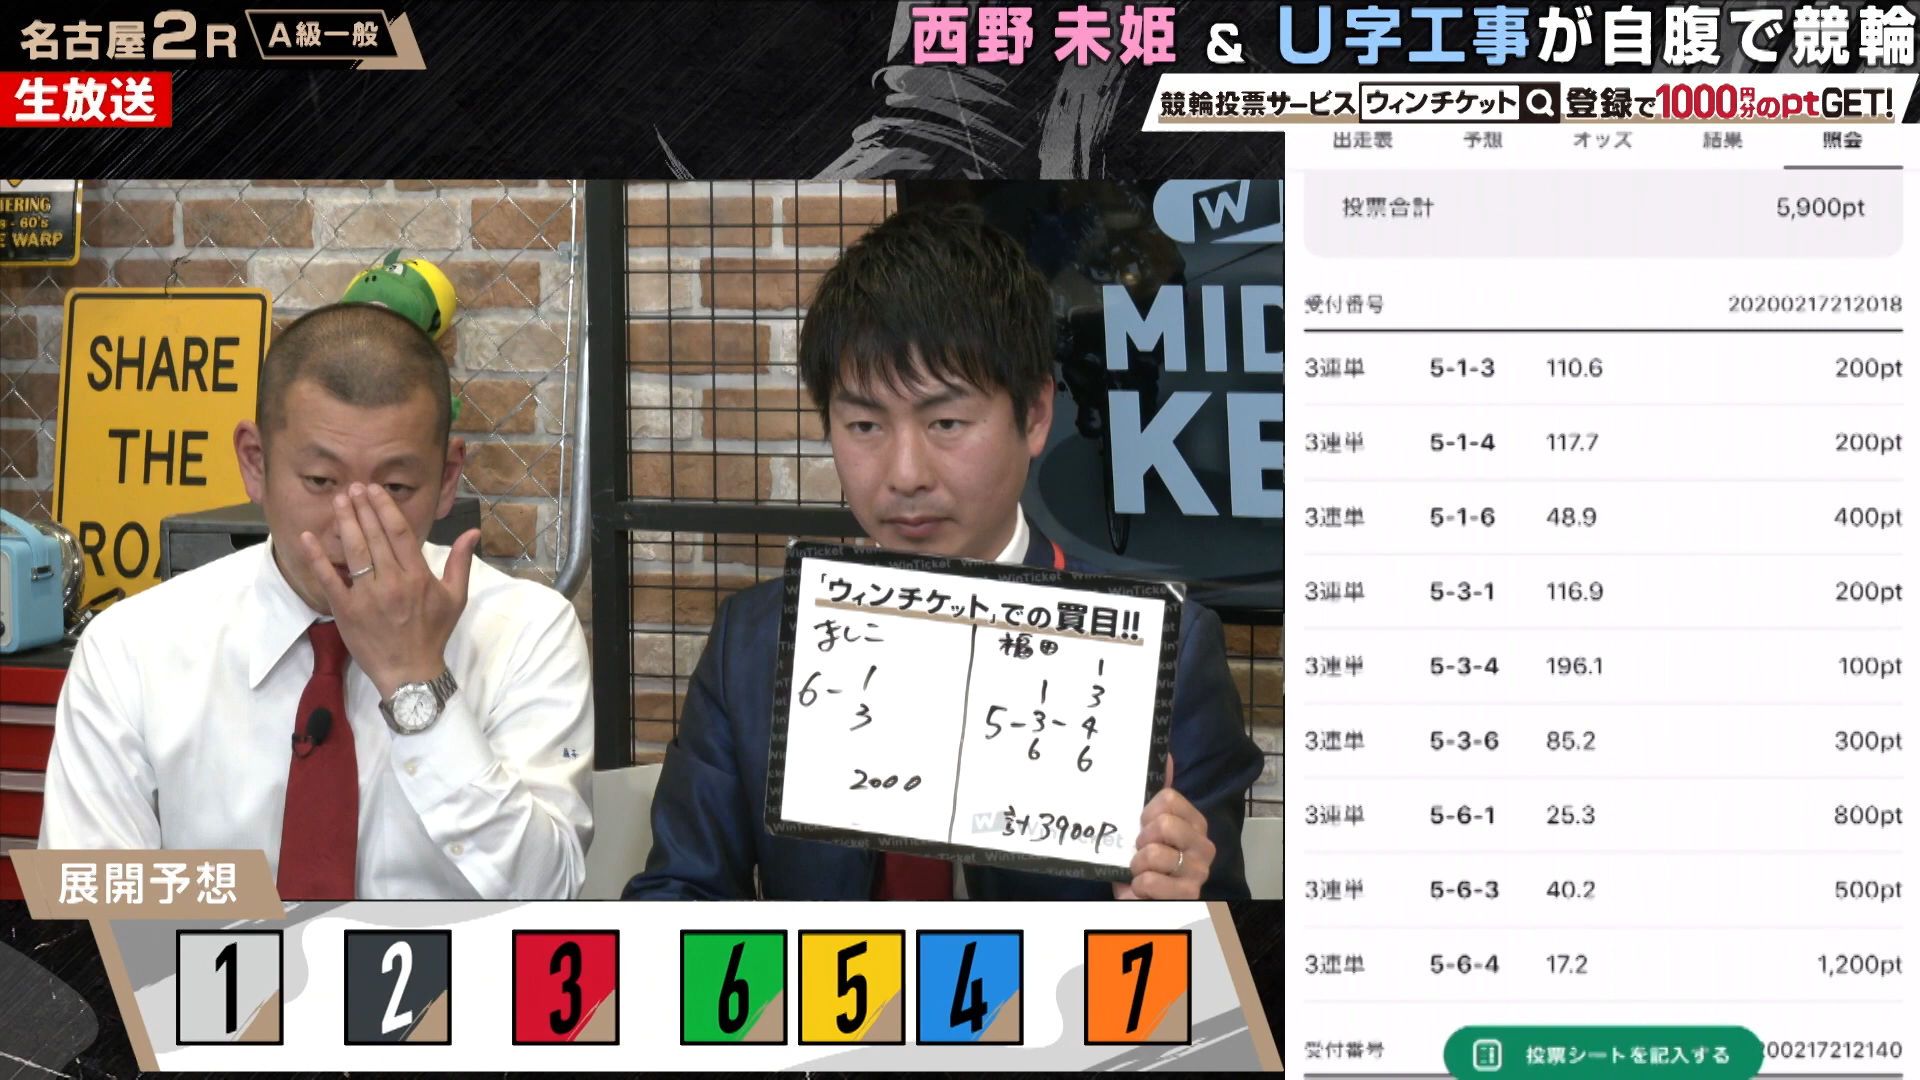 名古屋2R A級一般
西野 未姫 & U字工事が自腹で競輪
生放送
競輪投票サービス ウィンチケット 登録で1000円分のptGET!
出走表 予想 オッズ 結果 照会
投票合計 5,900pt
受付番号 20200217212018
3連単 5-1-3 110.6 200pt
3連単 5-1-4 117.7 200pt
3連単 5-1-6 48.9 400pt
3連単 5-3-1 116.9 200pt
3連単 5-3-4 196.1 100pt
3連単 5-3-6 85.2 300pt
3連単 5-6-1 25.3 800pt
3連単 5-6-3 40.2 500pt
3連単 5-6-4 17.2 1,200pt
受付番号 00217212140
投票シートを記入する
TERING
- 60's
WARP
SHARE
THE
ROA
W
MID
KE
「ウィンチケット」での買目!!
ましこ
6-1
3
2000
福田
1
1 3
5-3-4
6 6
計3900P
WinTicket
展開予想
1 2 3 6 5 4 7